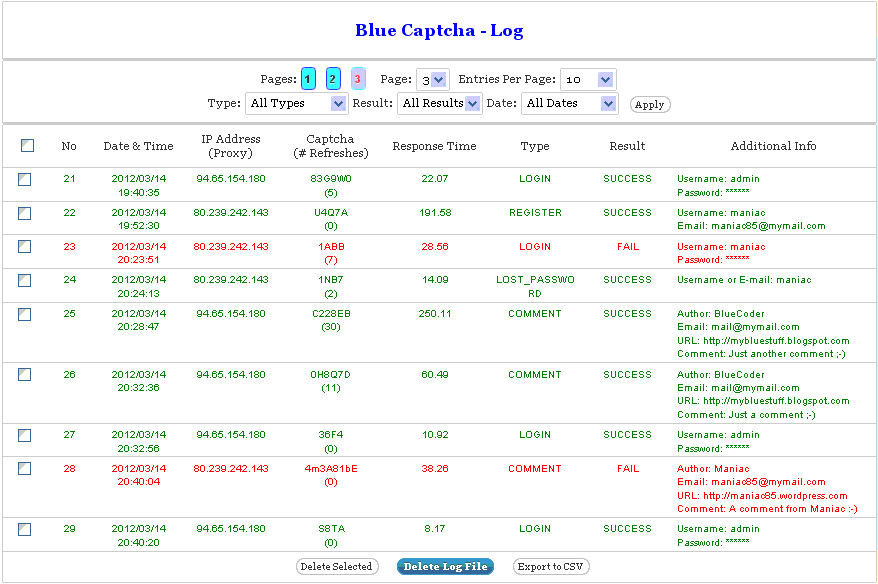 Blue Captcha - Log
Pages: 1 2 3 Page: 3 Entries Per Page: 10
Type: All Types Result: All Results Date: All Dates Apply
No Date & Time IP Address (Proxy) Captcha (# Refreshes) Response Time Type Result Additional Info
21 2012/03/14 94.65.154.180 83G9W0 22.07 LOGIN SUCCESS Username: admin
19:40:35 (5) Password: ******
22 2012/03/14 80.239.242.143 U4Q7A 191.58 REGISTER SUCCESS Username: maniac
19:52:30 (0) Email: maniac85@mymail.com
23 2012/03/14 80.239.242.143 1ABB 28.56 LOGIN FAIL Username: maniac
20:23:51 (7) Password: ******
24 2012/03/14 80.239.242.143 1NB7 14.09 LOST_PASSWO SUCCESS Username or E-mail: maniac
20:24:13 (2) RD
25 2012/03/14 94.65.154.180 C228EB 250.11 COMMENT SUCCESS Author: BlueCoder
20:28:47 (30) Email: mail@mymail.com
URL: http://mybluestuff.blogspot.com
Comment: Just another comment ;-)
26 2012/03/14 94.65.154.180 0H8Q7D 60.49 COMMENT SUCCESS Author: BlueCoder
20:32:36 (11) Email: mail@mymail.com
URL: http://mybluestuff.blogspot.com
Comment: Just a comment ;-)
27 2012/03/14 94.65.154.180 36F4 10.92 LOGIN SUCCESS Username: admin
20:32:56 (0) Password: ******
28 2012/03/14 80.239.242.143 4m3A81bE 38.26 COMMENT FAIL Author: Maniac
20:40:04 (0) Email: maniac85@mymail.com
URL: http://maniac85.wordpress.com
Comment: A comment from Maniac :-)
29 2012/03/14 94.65.154.180 S8TA 8.17 LOGIN SUCCESS Username: admin
20:40:20 (0) Password: ******
Delete Selected Delete Log File Export to CSV